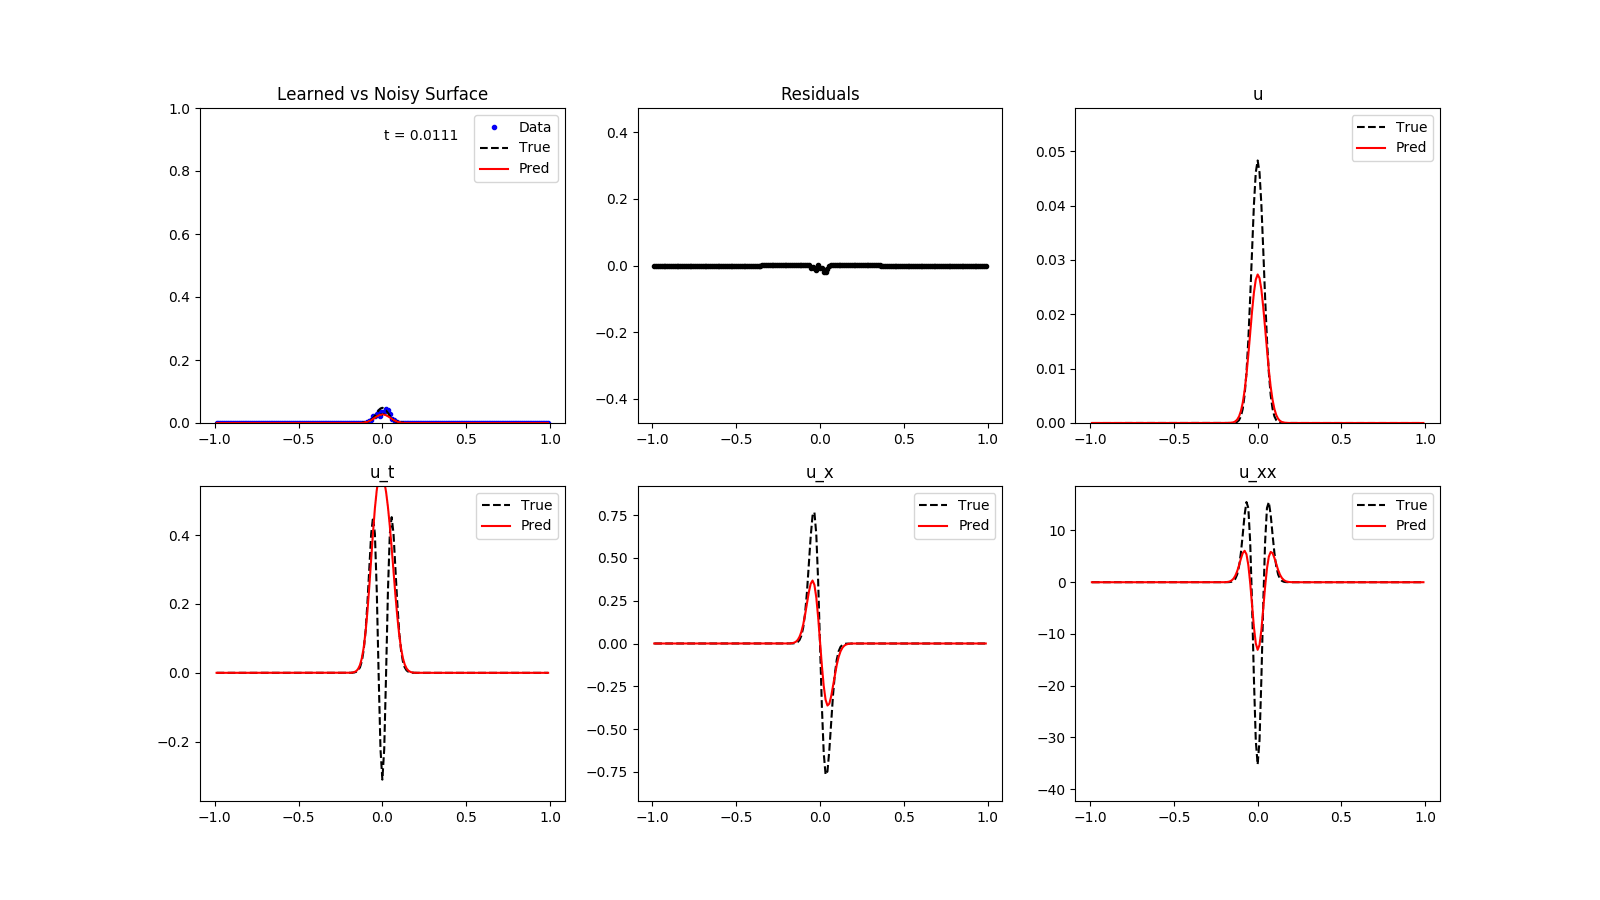 Learned vs Noisy Surface
1.0
0.8
0.6
0.4
0.2
0.0
−1.0 −0.5 0.0 0.5 1.0
t = 0.0111
Data
True
Pred
Residuals
0.4
0.2
0.0
−0.2
−0.4
−1.0 −0.5 0.0 0.5 1.0
u
0.05
0.04
0.03
0.02
0.01
0.00
−1.0 −0.5 0.0 0.5 1.0
True
Pred
u_t
0.4
0.2
0.0
−0.2
−1.0 −0.5 0.0 0.5 1.0
True
Pred
u_x
0.75
0.50
0.25
0.00
−0.25
−0.50
−0.75
−1.0 −0.5 0.0 0.5 1.0
True
Pred
u_xx
10
0
−10
−20
−30
−40
−1.0 −0.5 0.0 0.5 1.0
True
Pred